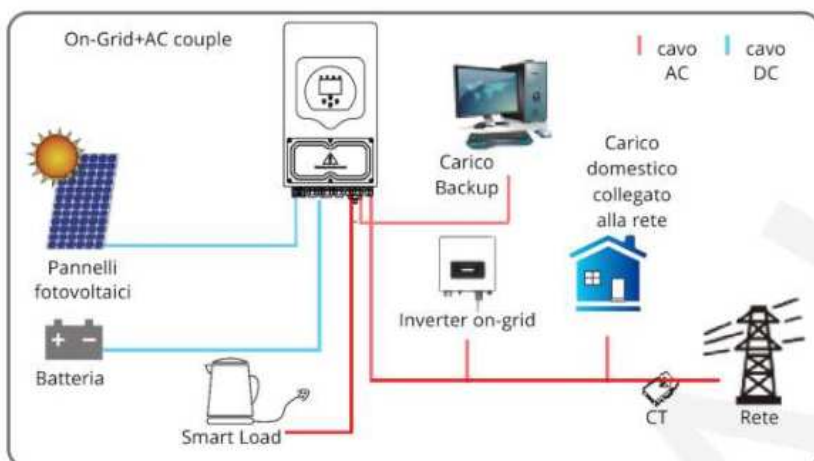 On-Grid+AC couple
cavo
AC
cavo
DC
Carico
Backup
Carico
domestico
collegato
alla rete
Pannelli
fotovoltaici
Inverter on-grid
Batteria
Smart Load
CT
Rete